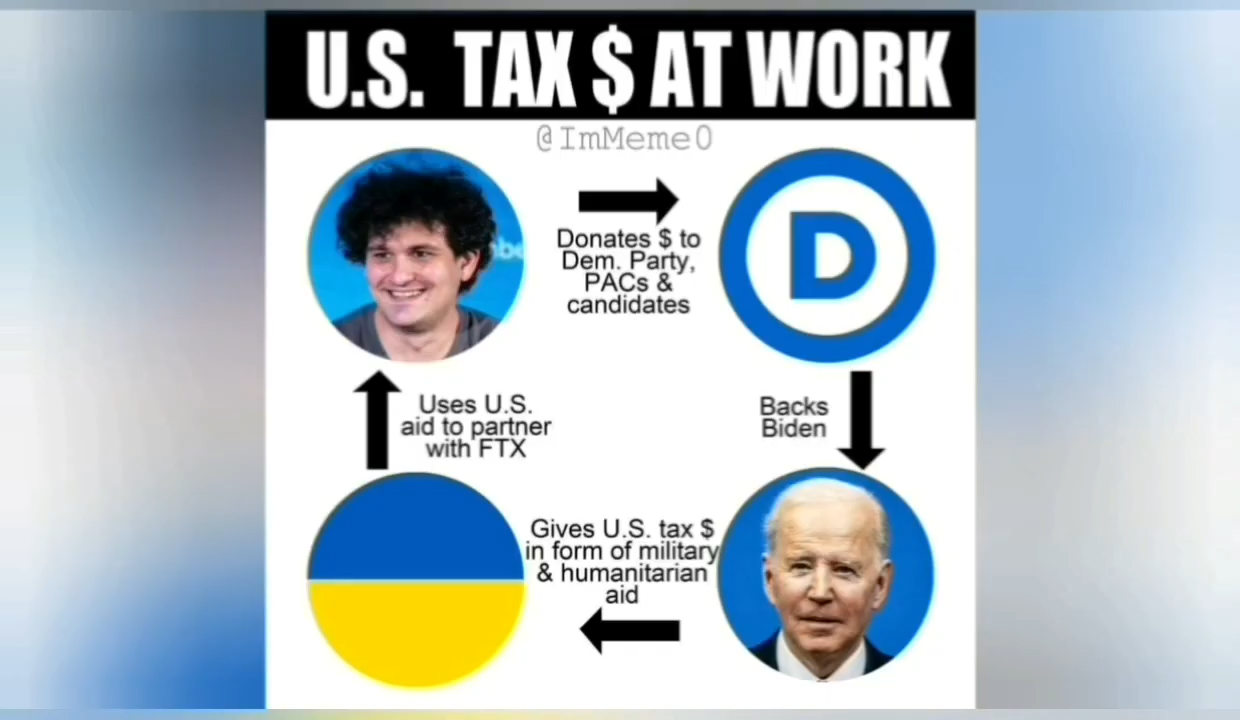 U.S. TAX $ AT WORK
@ImMeme0
Donates $ to
Dem. Party,
PACs &
candidates
D
Uses U.S.
aid to partner
with FTX
Backs
Biden
Gives U.S. tax $
in form of military
& humanitarian
aid